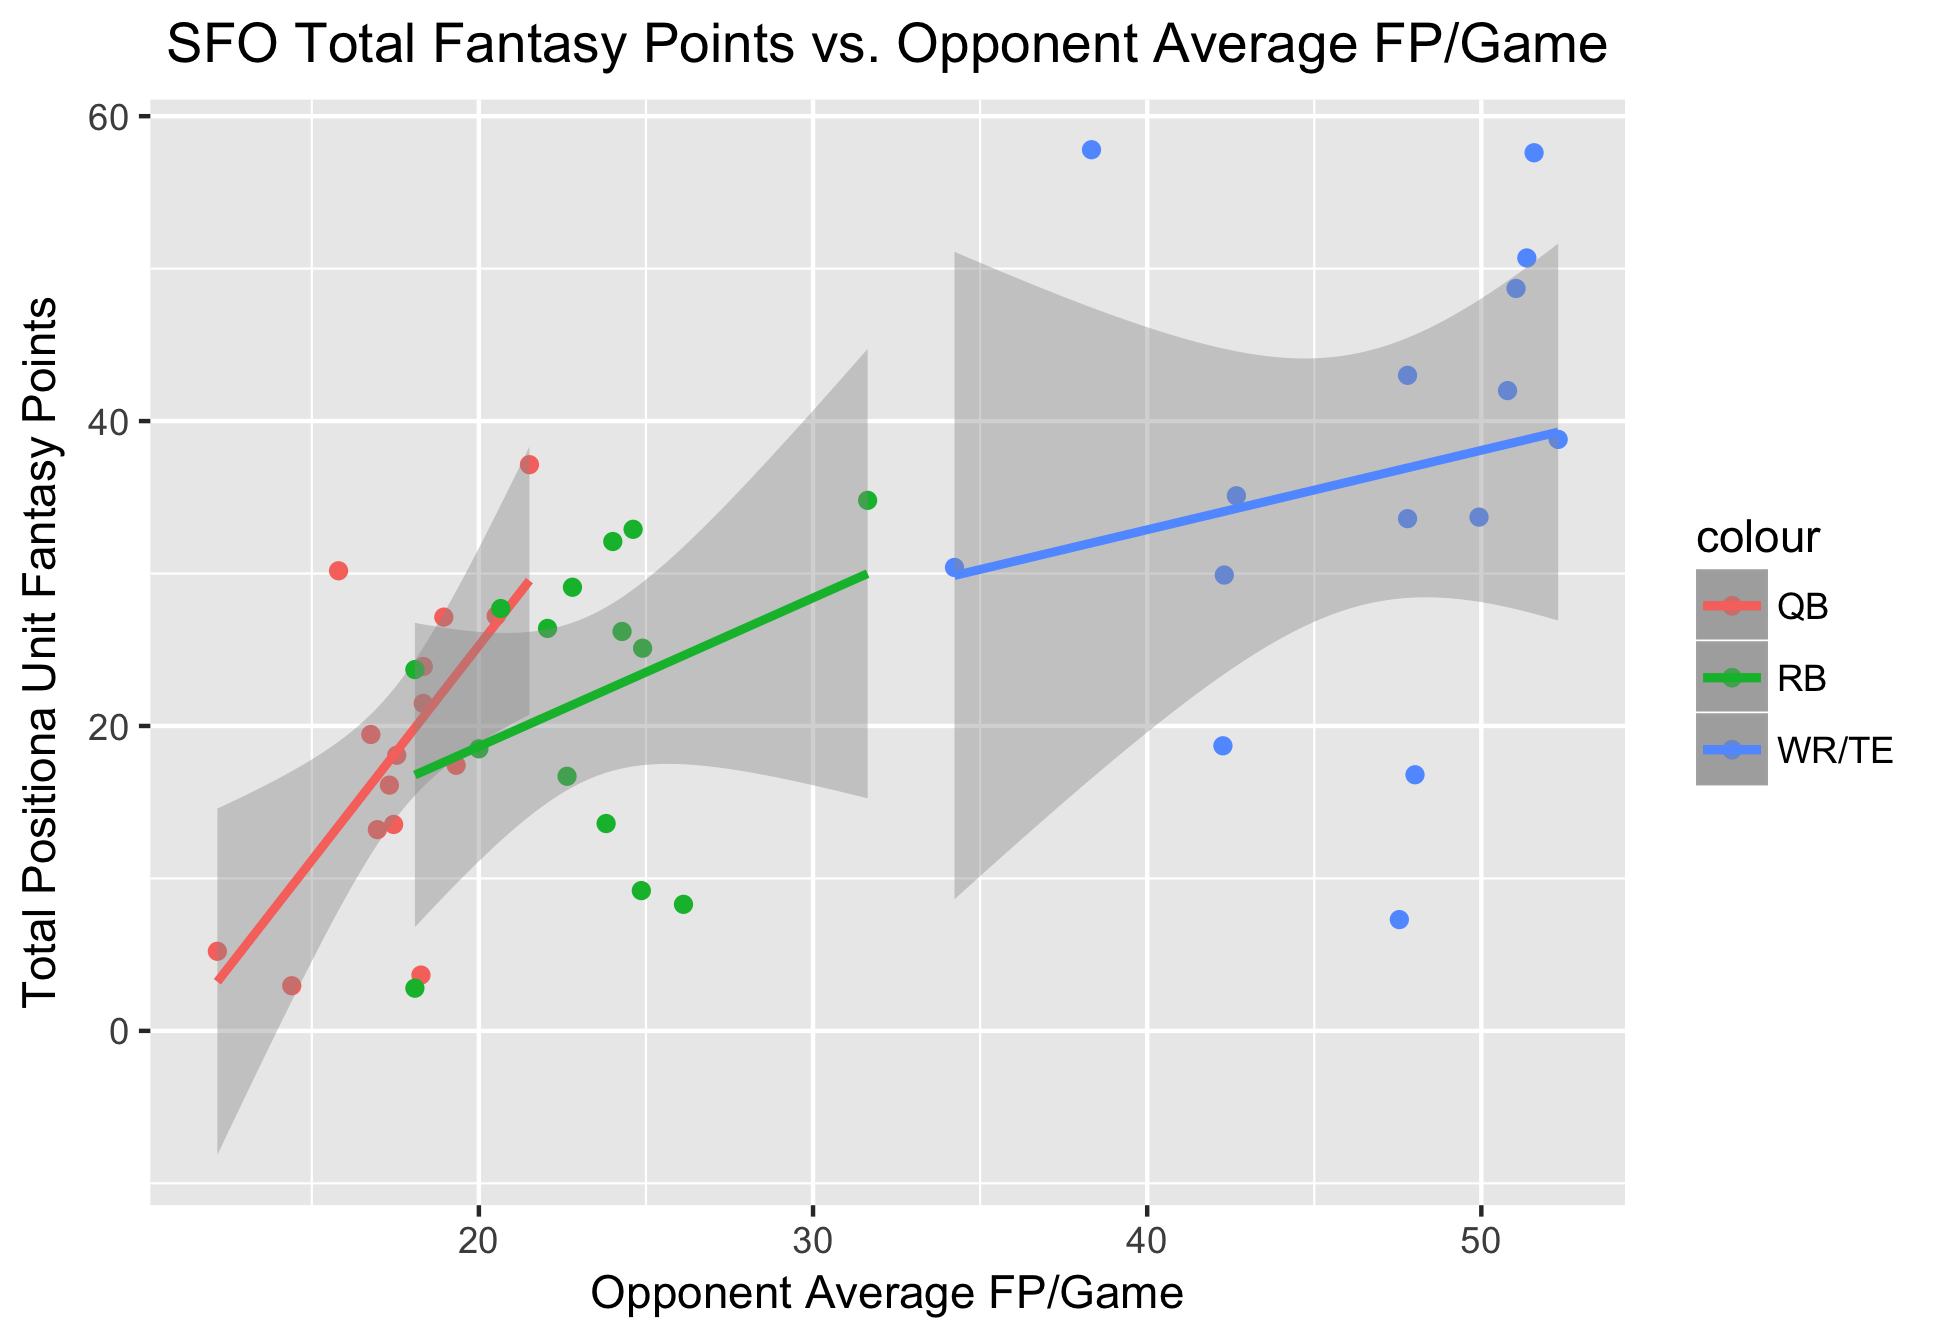 SFO Total Fantasy Points vs. Opponent Average FP/Game
60
40
20
0
Total Positiona Unit Fantasy Points
20
30
40
50
Opponent Average FP/Game
colour
QB
RB
WR/TE